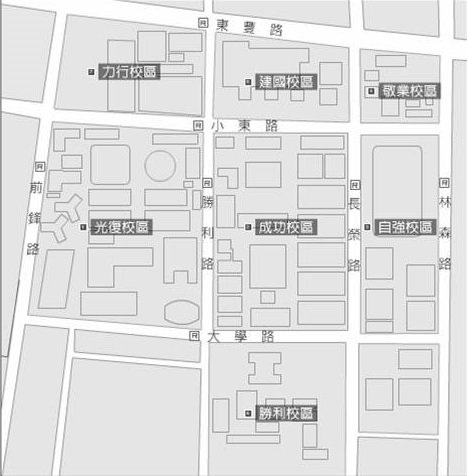 東豐路
力行校區
建國校區
敬業校區
小東路
前鋒路
勝利路
長榮路
林森路
光復校區
成功校區
自強校區
大學路
勝利校區